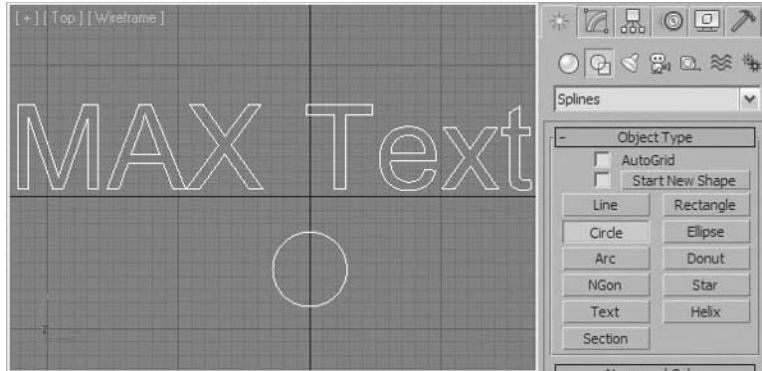 [ + ] [ Top ] [ Wireframe ]
MAX Text
Splines
- Object Type
AutoGrid
Start New Shape
Line Rectangle
Circle Ellipse
Arc Donut
NGon Star
Text Helix
Section